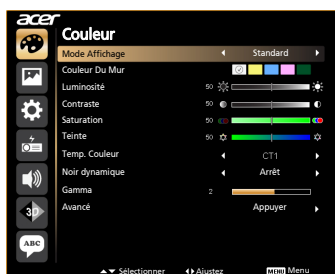 acer
Couleur
Mode Affichage Standard
Couleur Du Mur
Luminosité 50
Contraste 50
Saturation 50
Teinte 50
Temp. Couleur CT1
Noir dynamique Arrêt
Gamma 2
Avancé Appuyer
3D
ABC
Sélectionner Ajustez MENU Menu